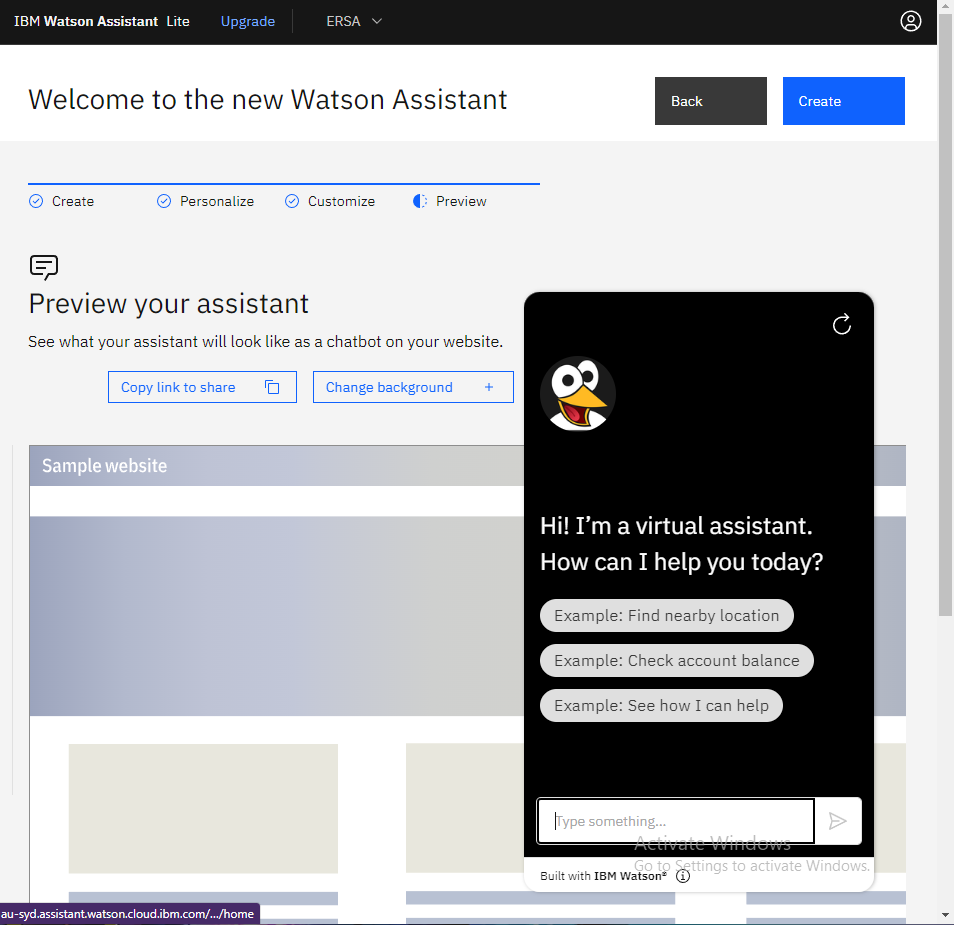 IBM Watson Assistant Lite Upgrade ERSA
Welcome to the new Watson Assistant
Back
Create
Create Personalize Customize Preview
Preview your assistant
See what your assistant will look like as a chatbot on your website.
Copy link to share
Change background +
Sample website
Hi! I'm a virtual assistant.
How can I help you today?
Example: Find nearby location
Example: Check account balance
Example: See how I can help
Type something...
Activate Windows
Go to Settings to activate Windows.
Built with IBM Watson®
au-syd.assistant.watson.cloud.ibm.com/.../home